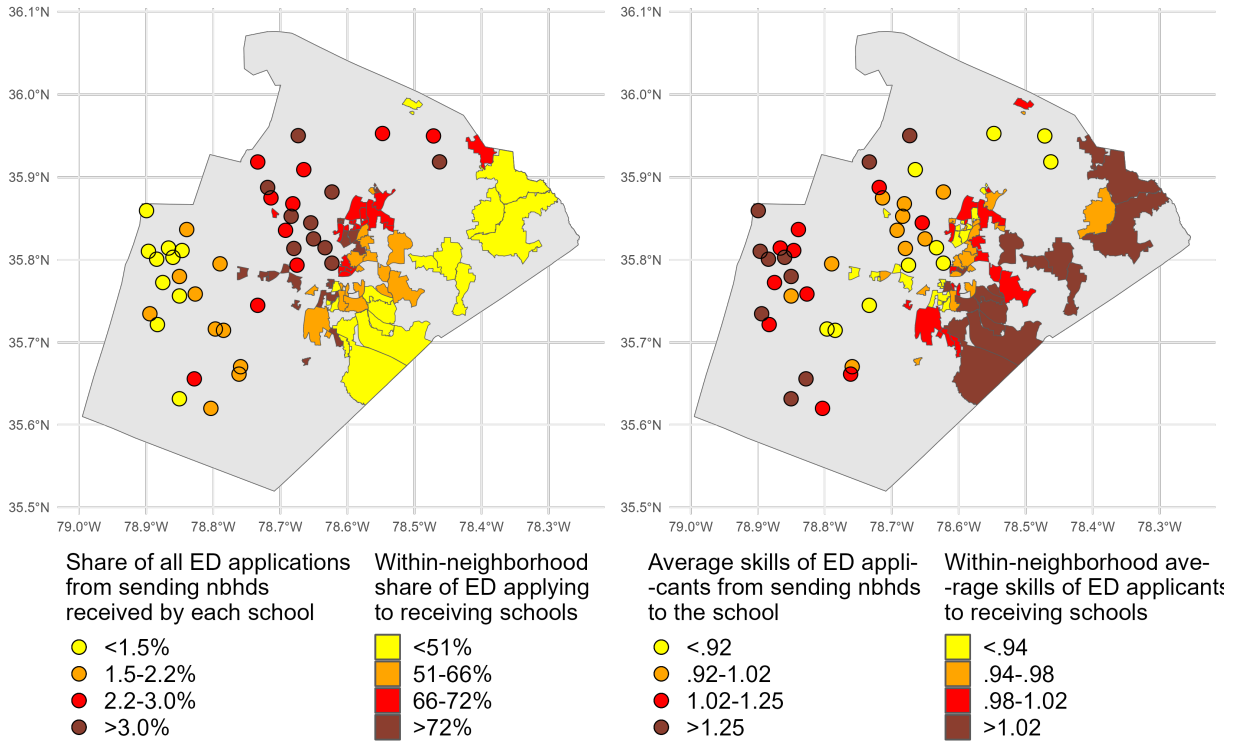 36.1°N
36.0°N
35.9°N
35.8°N
35.7°N
35.6°N
35.5°N
79.0°W 78.9°W 78.8°W 78.7°W 78.6°W 78.5°W 78.4°W 78.3°W
36.1°N
36.0°N
35.9°N
35.8°N
35.7°N
35.6°N
35.5°N
79.0°W 78.9°W 78.8°W 78.7°W 78.6°W 78.5°W 78.4°W 78.3°W
Share of all ED applications
from sending nbhds
received by each school
<1.5%
1.5-2.2%
2.2-3.0%
>3.0%
Within-neighborhood
share of ED applying
to receiving schools
<51%
51-66%
66-72%
>72%
Average skills of ED appli-
-cants from sending nbhds
to the school
<.92
.92-1.02
1.02-1.25
>1.25
Within-neighborhood ave-
-rage skills of ED applicants
to receiving schools
<.94
.94-.98
.98-1.02
>1.02